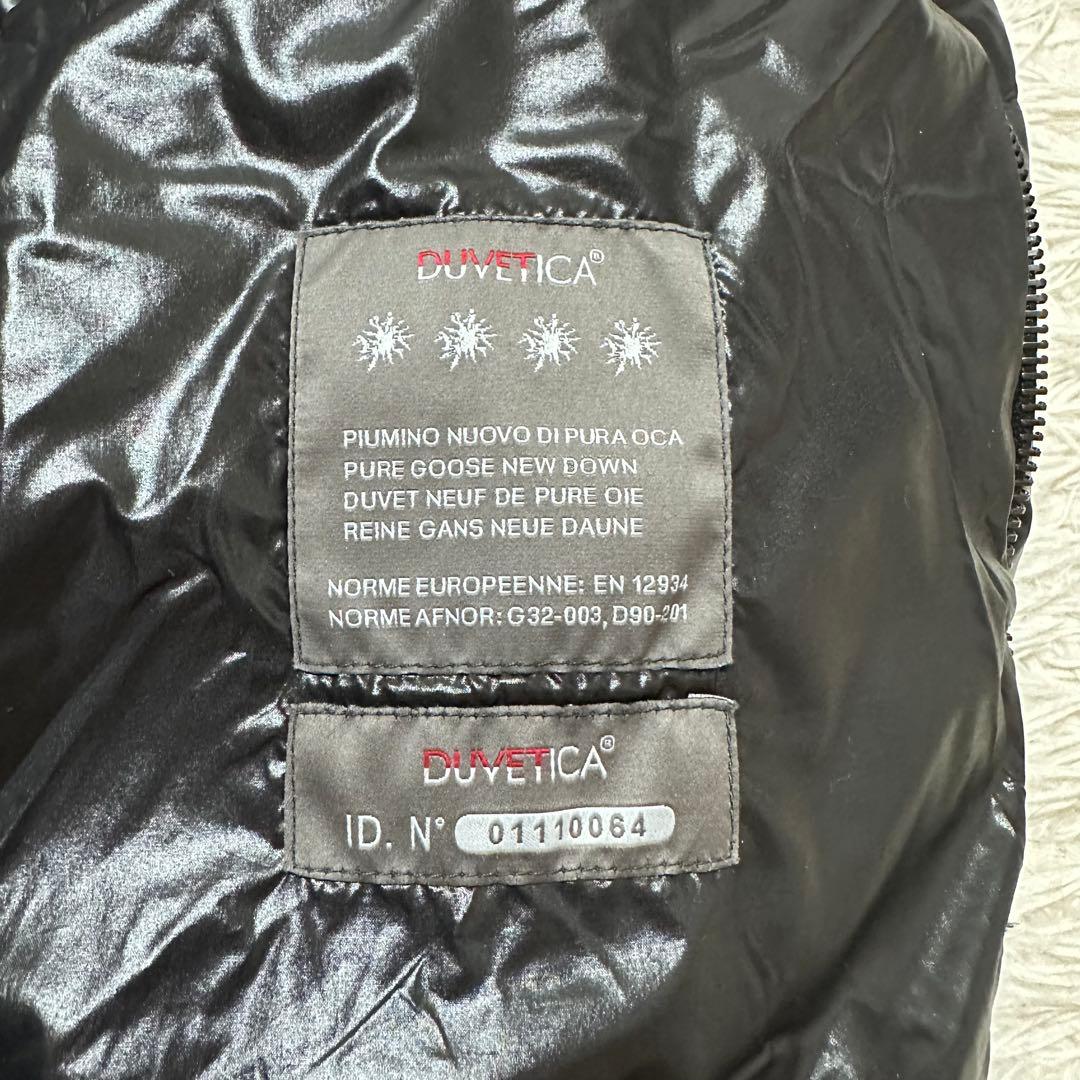 DUVETICA®
PIUMINO NUOVO DI PURA OCA
PURE GOOSE NEW DOWN
DUVET NEUF DE PURE OIE
REINE GANS NEUE DAUNE
NORME EUROPEENNE: EN 12934
NORME AFNOR: G32-003, D90-201
DUVETICA®
ID. N° 01110064